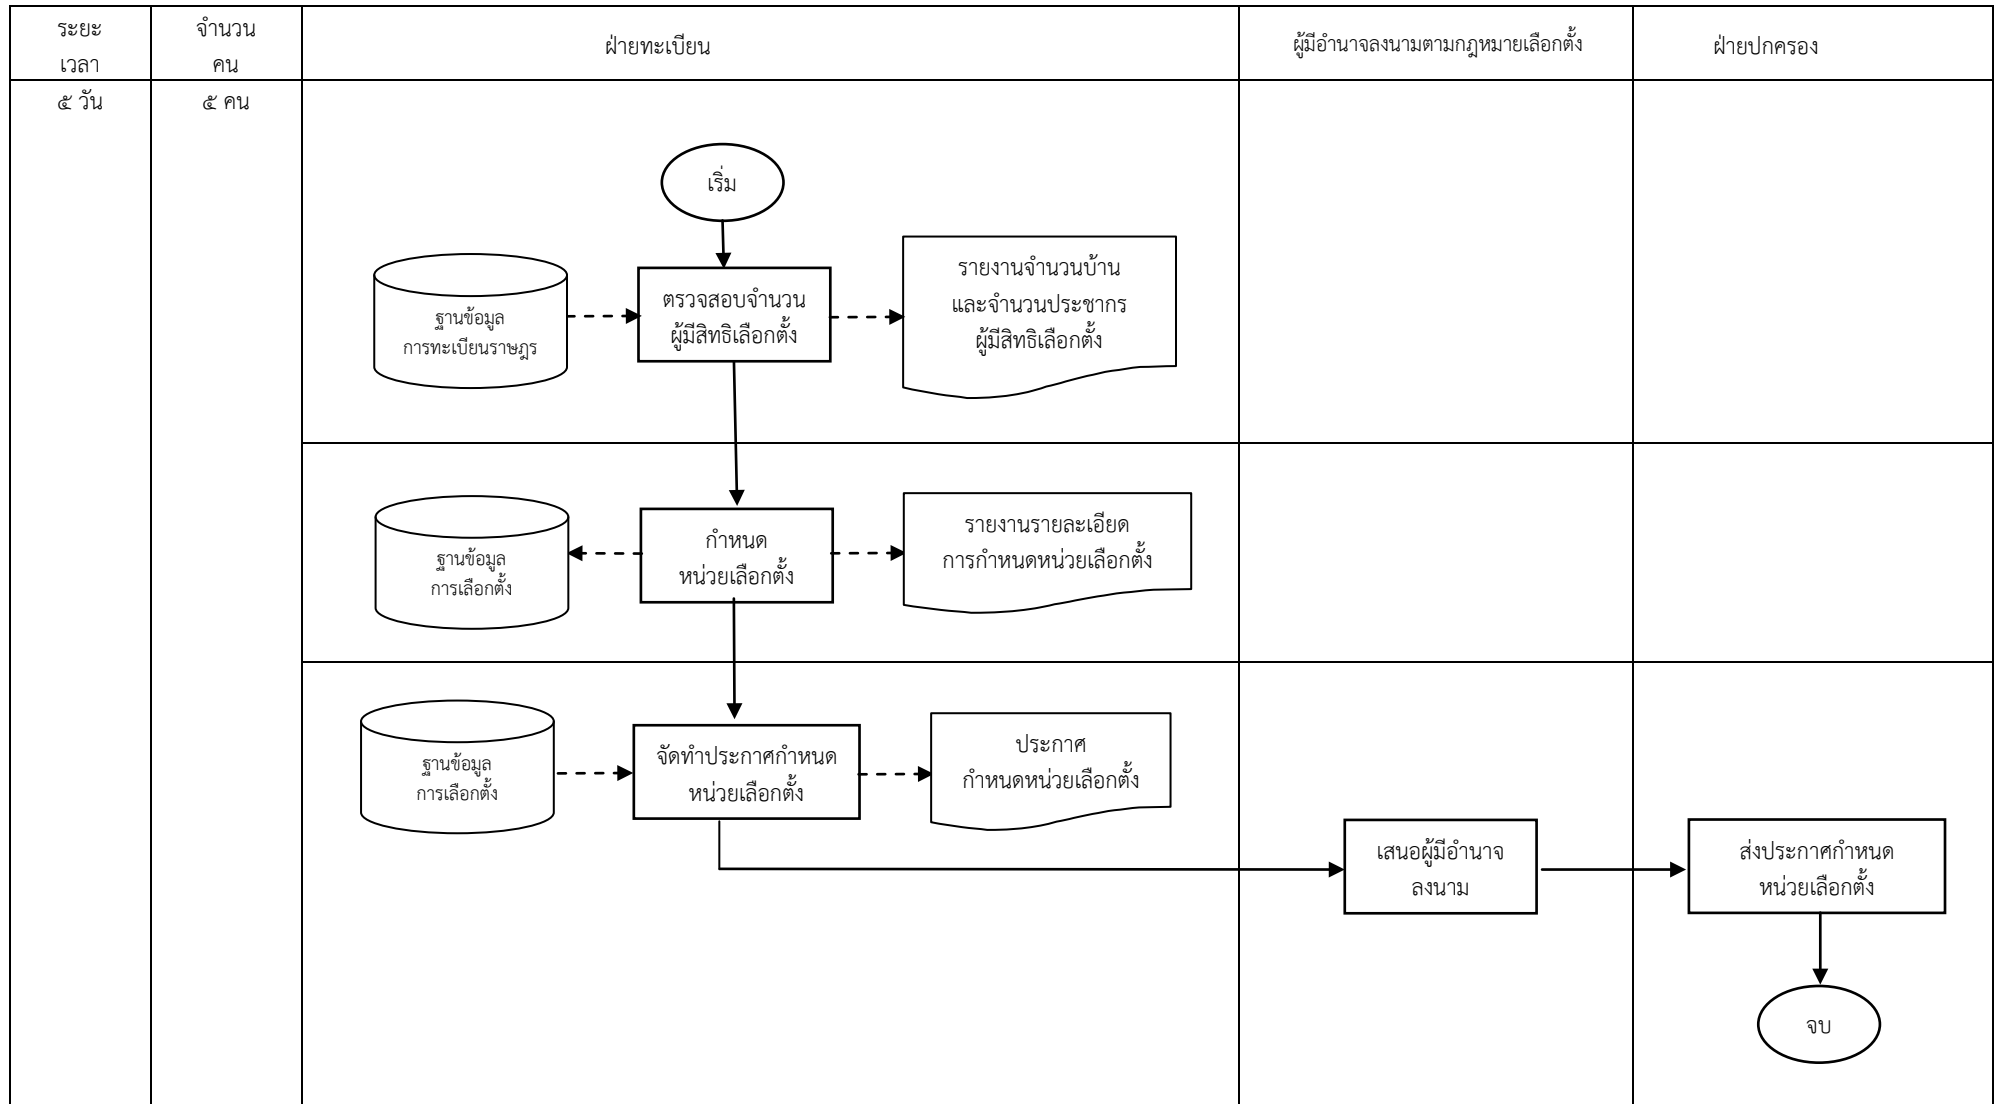 ระยะ
เวลา
จำนวน
คน
ฝ่ายทะเบียน
ผู้มีอำนาจลงนามตามกฎหมายเลือกตั้ง
ฝ่ายปกครอง
๕ วัน
๕ คน
เริ่ม
ฐานข้อมูล
การทะเบียนราษฎร
ตรวจสอบจำนวน
ผู้มีสิทธิเลือกตั้ง
รายงานจำนวนบ้าน
และจำนวนประชากร
ผู้มีสิทธิเลือกตั้ง
ฐานข้อมูล
การเลือกตั้ง
กำหนด
หน่วยเลือกตั้ง
รายงานรายละเอียด
การกำหนดหน่วยเลือกตั้ง
ฐานข้อมูล
การเลือกตั้ง
จัดทำประกาศกำหนด
หน่วยเลือกตั้ง
ประกาศ
กำหนดหน่วยเลือกตั้ง
เสนอผู้มีอำนาจ
ลงนาม
ส่งประกาศกำหนด
หน่วยเลือกตั้ง
จบ